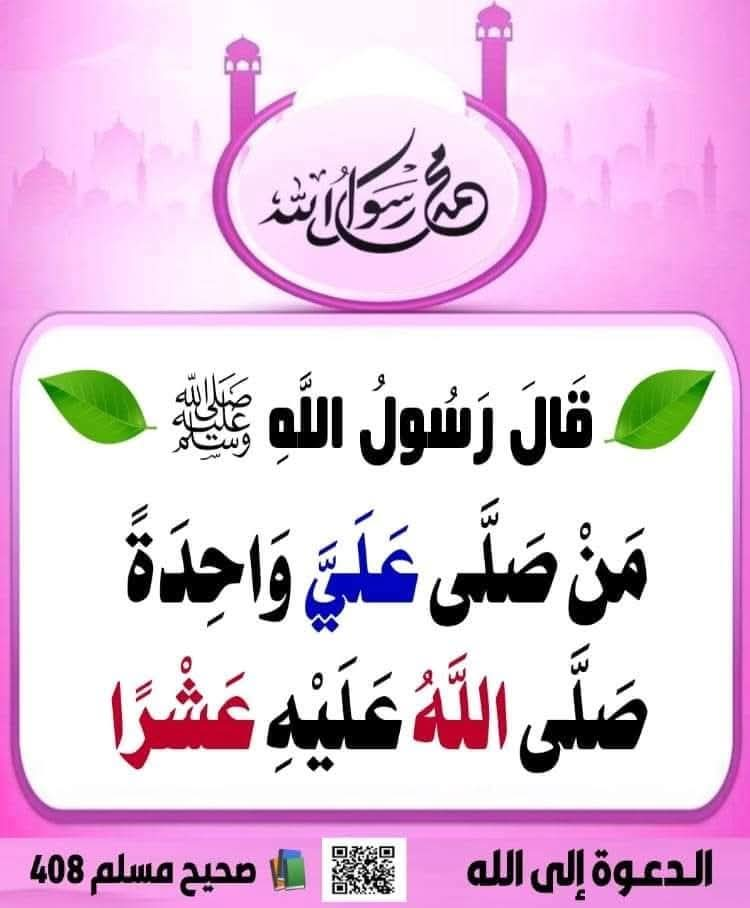 محمد رسول الله
قَالَ رَسُولُ اللَّهِ ﷺ
مَنْ صَلَّى عَلَيَّ وَاحِدَةً
صَلَّى اللَّهُ عَلَيْهِ عَشْرًا
الدعوة إلى الله صحيح مسلم 408